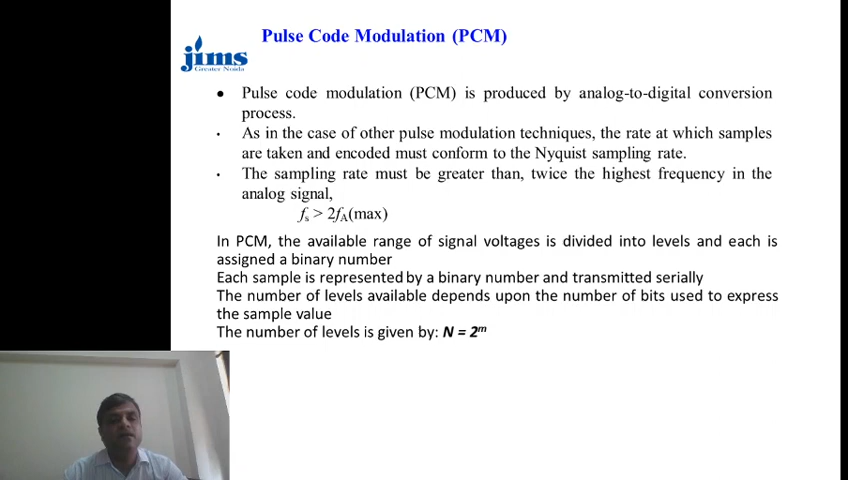 Pulse Code Modulation (PCM)
jims
Greater Noida
• Pulse code modulation (PCM) is produced by analog-to-digital conversion
process.
• As in the case of other pulse modulation techniques, the rate at which samples
are taken and encoded must conform to the Nyquist sampling rate.
• The sampling rate must be greater than, twice the highest frequency in the
analog signal,
fs > 2fA(max)
In PCM, the available range of signal voltages is divided into levels and each is
assigned a binary number
Each sample is represented by a binary number and transmitted serially
The number of levels available depends upon the number of bits used to express
the sample value
The number of levels is given by: N = 2ᵐ